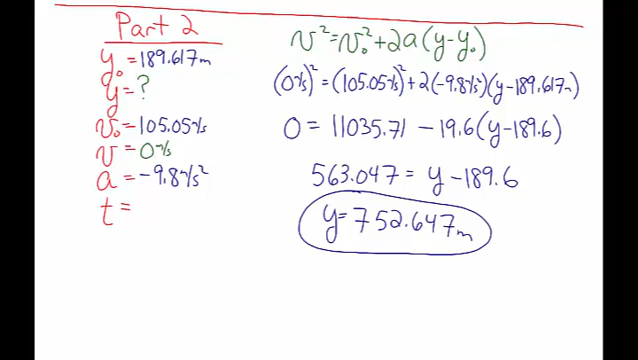 Part 2
y₀ = 189.617m
y = ?
v₀ = 105.05m/s
v = 0m/s
a = -9.8m/s²
t =
v² = v₀² + 2a(y-y₀)
(0m/s)² = (105.05m/s)² + 2(-9.8m/s²)(y-189.617m)
0 = 11035.71 - 19.6(y-189.6)
563.047 = y - 189.6
y = 752.647m